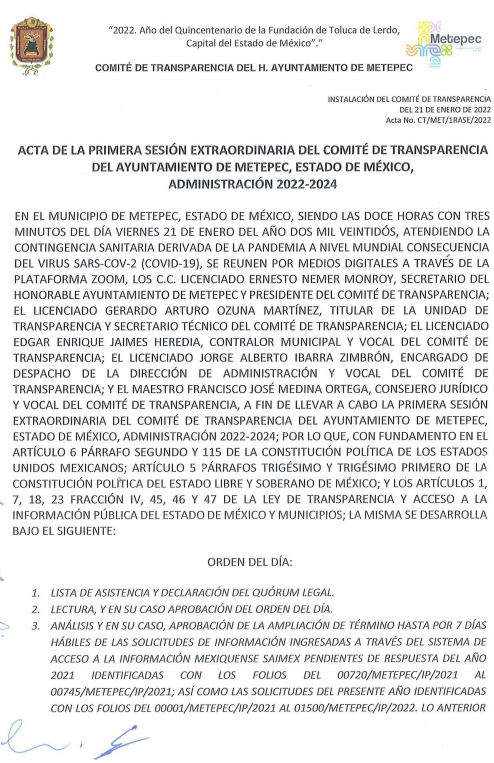 "2022. Año del Quincentenario de la Fundación de Toluca de Lerdo,
Capital del Estado de México"."
Metepec
COMITÉ DE TRANSPARENCIA DEL H. AYUNTAMIENTO DE METEPEC
INSTALACIÓN DEL COMITÉ DE TRANSPARENCIA
DEL 21 DE ENERO DE 2022
Acta No. CT/MET/1RASE/2022
ACTA DE LA PRIMERA SESIÓN EXTRAORDINARIA DEL COMITÉ DE TRANSPARENCIA
DEL AYUNTAMIENTO DE METEPEC, ESTADO DE MÉXICO,
ADMINISTRACIÓN 2022-2024
EN EL MUNICIPIO DE METEPEC, ESTADO DE MÉXICO, SIENDO LAS DOCE HORAS CON TRES
MINUTOS DEL DÍA VIERNES 21 DE ENERO DEL AÑO DOS MIL VEINTIDÓS, ATENDIENDO LA
CONTINGENCIA SANITARIA DERIVADA DE LA PANDEMIA A NIVEL MUNDIAL CONSECUENCIA
DEL VIRUS SARS-COV-2 (COVID-19), SE REUNEN POR MEDIOS DIGITALES A TRAVÉS DE LA
PLATAFORMA ZOOM, LOS C.C. LICENCIADO ERNESTO NEMER MONROY, SECRETARIO DEL
HONORABLE AYUNTAMIENTO DE METEPEC Y PRESIDENTE DEL COMITÉ DE TRANSPARENCIA;
EL LICENCIADO GERARDO ARTURO OZUNA MARTÍNEZ, TITULAR DE LA UNIDAD DE
TRANSPARENCIA Y SECRETARIO TÉCNICO DEL COMITÉ DE TRANSPARENCIA; EL LICENCIADO
EDGAR ENRIQUE JAIMES HEREDIA, CONTRALOR MUNICIPAL Y VOCAL DEL COMITÉ DE
TRANSPARENCIA; EL LICENCIADO JORGE ALBERTO IBARRA ZIMBRÓN, ENCARGADO DE
DESPACHO DE LA DIRECCIÓN DE ADMINISTRACIÓN Y VOCAL DEL COMITÉ DE
TRANSPARENCIA; Y EL MAESTRO FRANCISCO JOSÉ MEDINA ORTEGA, CONSEJERO JURÍDICO
Y VOCAL DEL COMITÉ DE TRANSPARENCIA, A FIN DE LLEVAR A CABO LA PRIMERA SESIÓN
EXTRAORDINARIA DEL COMITÉ DE TRANSPARENCIA DEL AYUNTAMIENTO DE METEPEC,
ESTADO DE MÉXICO, ADMINISTRACIÓN 2022-2024; POR LO QUE, CON FUNDAMENTO EN EL
ARTÍCULO 6 PÁRRAFO SEGUNDO Y 115 DE LA CONSTITUCIÓN POLÍTICA DE LOS ESTADOS
UNIDOS MEXICANOS; ARTÍCULO 5 PÁRRAFOS TRIGÉSIMO Y TRIGÉSIMO PRIMERO DE LA
CONSTITUCIÓN POLÍTICA DEL ESTADO LIBRE Y SOBERANO DE MÉXICO; Y LOS ARTÍCULOS 1,
7, 18, 23 FRACCIÓN IV, 45, 46 Y 47 DE LA LEY DE TRANSPARENCIA Y ACCESO A LA
INFORMACIÓN PÚBLICA DEL ESTADO DE MÉXICO Y MUNICIPIOS; LA MISMA SE DESARROLLA
BAJO EL SIGUIENTE:
ORDEN DEL DÍA:
1. LISTA DE ASISTENCIA Y DECLARACIÓN DEL QUÓRUM LEGAL.
2. LECTURA, Y EN SU CASO APROBACIÓN DEL ORDEN DEL DÍA.
3. ANÁLISIS Y EN SU CASO, APROBACIÓN DE LA AMPLIACIÓN DE TÉRMINO HASTA POR 7 DÍAS
HÁBILES DE LAS SOLICITUDES DE INFORMACIÓN INGRESADAS A TRAVÉS DEL SISTEMA DE
ACCESO A LA INFORMACIÓN MEXIQUENSE SAIMEX PENDIENTES DE RESPUESTA DEL AÑO
2021 IDENTIFICADAS CON LOS FOLIOS DEL 00720/METEPEC/IP/2021 AL
00745/METEPEC/IP/2021; ASÍ COMO LAS SOLICITUDES DEL PRESENTE AÑO IDENTIFICADAS
CON LOS FOLIOS DEL 00001/METEPEC/IP/2021 AL 01500/METEPEC/IP/2022. LO ANTERIOR